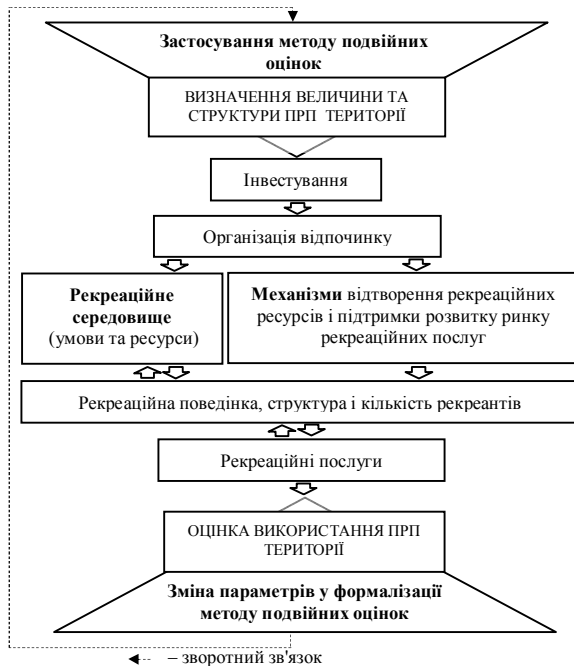 Застосування методу подвійних
оцінок
ВИЗНАЧЕННЯ ВЕЛИЧИНИ ТА
СТРУКТУРИ ПРП ТЕРИТОРІЇ
Інвестування
Організація відпочинку
Рекреаційне
середовище
(умови та ресурси)
Механізми відтворення рекреаційних
ресурсів і підтримки розвитку ринку
рекреаційних послуг
Рекреаційна поведінка, структура і кількість рекреантів
Рекреаційні послуги
ОЦІНКА ВИКОРИСТАННЯ ПРП
ТЕРИТОРІЇ
Зміна параметрів у формалізації
методу подвійних оцінок
– зворотний зв'язок